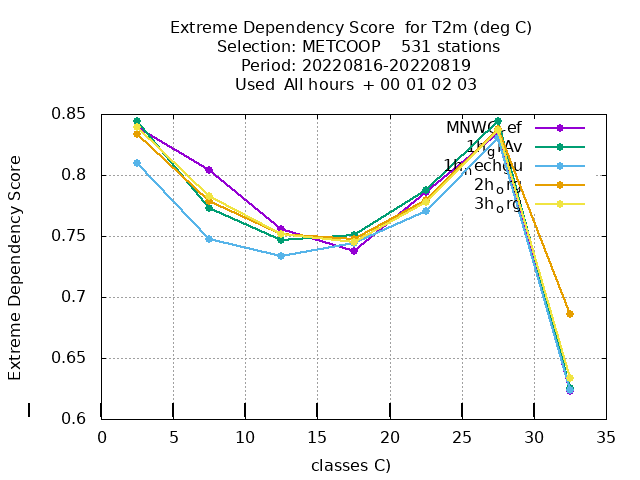 Extreme Dependency Score for T2m (deg C)
Selection: METCOOP 531 stations
Period: 20220816-20220819
Used All hours + 00 01 02 03
0.85
0.8
0.75
0.7
0.65
0.6
Extreme Dependency Score
2h_org
3h_org
0 5 10 15 20 25 30 35
classes C)